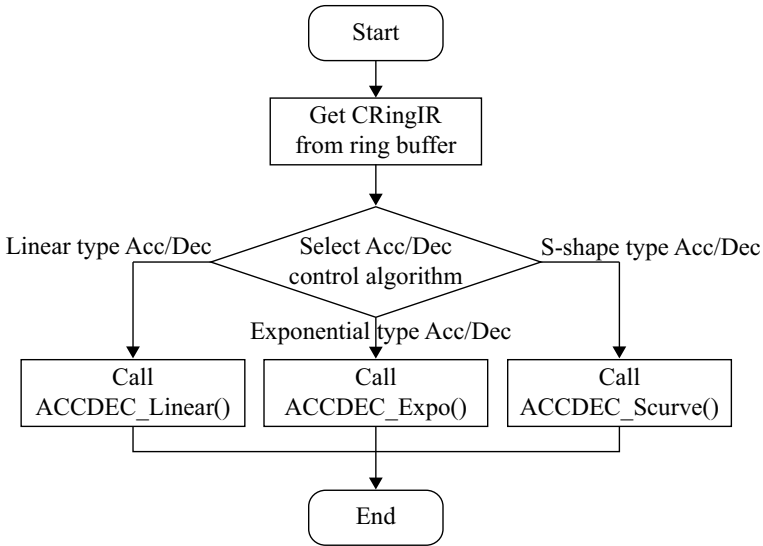 Start
Get CRingIR
from ring buffer
Linear type Acc/Dec
Select Acc/Dec
control algorithm
S-shape type Acc/Dec
Exponential type Acc/Dec
Call
ACCDEC_Linear()
Call
ACCDEC_Expo()
Call
ACCDEC_Scurve()
End